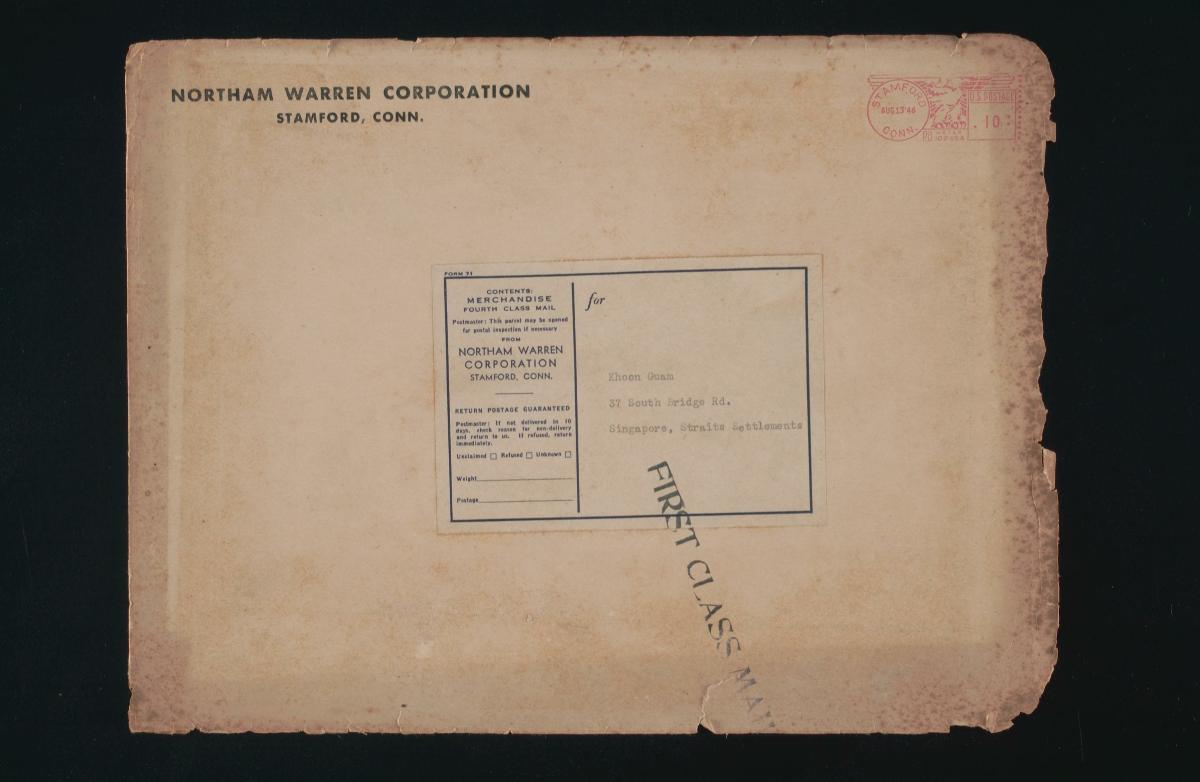 NORTHAM WARREN CORPORATION
STAMFORD, CONN.
STAMFORD
AUG 13 '46
CONN.
U.S. POSTAGE
.10
FORM 71
CONTENTS:
MERCHANDISE
FOURTH CLASS MAIL
Postmaster: This parcel may be opened
for postal inspection if necessary
FROM
NORTHAM WARREN
CORPORATION
STAMFORD, CONN.
RETURN POSTAGE GUARANTEED
Postmaster: If not delivered in 10
days, check reason for non-delivery
and return to us. If refused, return
immediately.
Unclaimed Refused Unknown
Weight
Postage
for
Khoon Guam
37 South Bridge Rd.
Singapore, Straits Settlements
FIRST CLASS MAIL